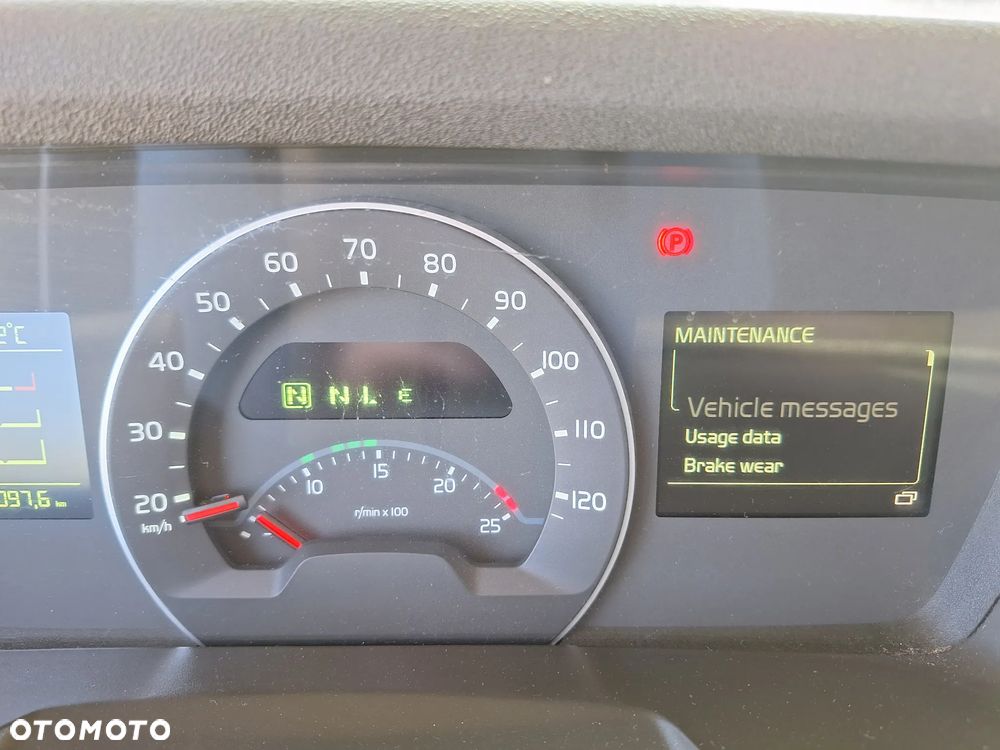 P
MAINTENANCE
Vehicle messages
Usage data
Brake wear
20
30
40
50
60
70
80
90
100
110
120
km/h
N N L E
10
15
20
25
r/min x 100
°C
097,6 km
OTOMOTO